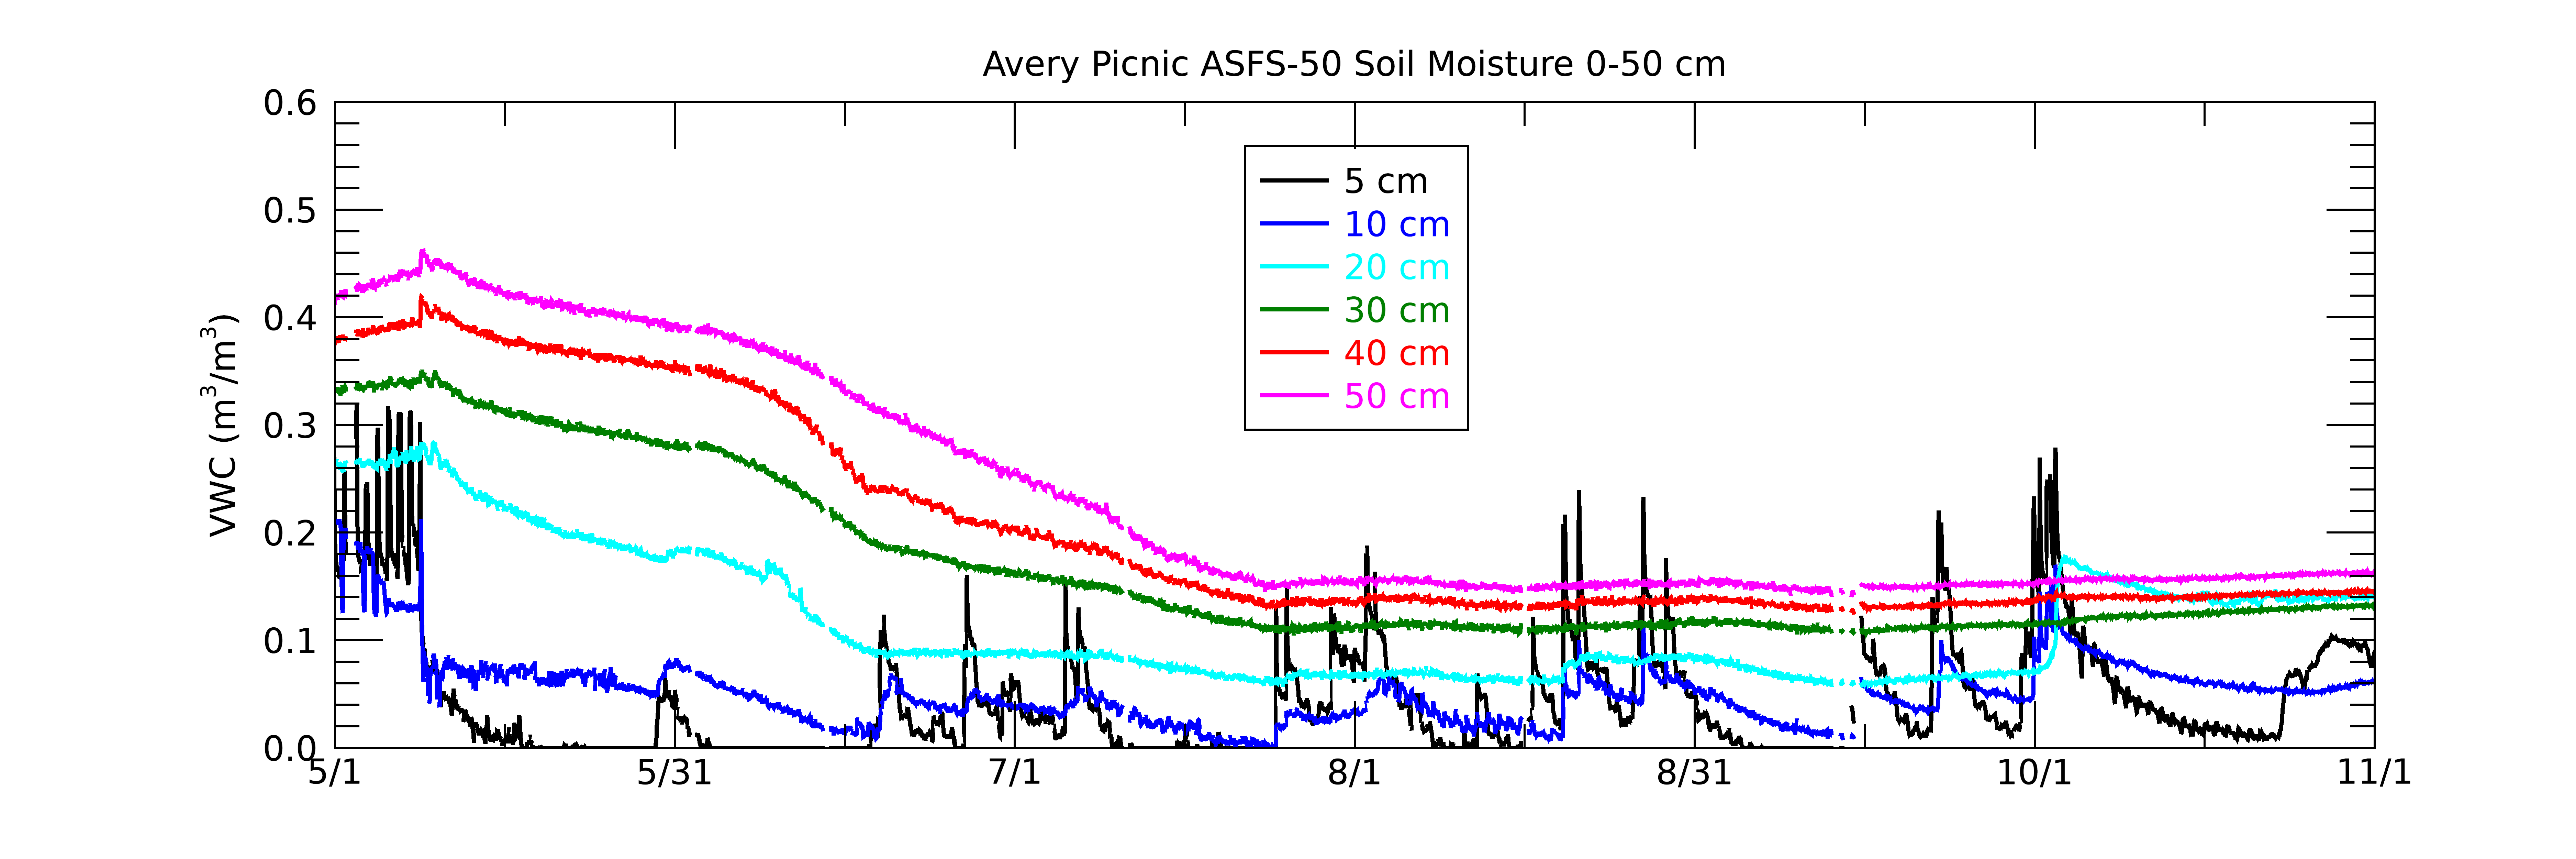 Avery Picnic ASFS-50 Soil Moisture 0-50 cm
0.6
0.5
0.4
0.3
0.2
0.1
0.0
VWC (m³/m³)
5 cm
10 cm
20 cm
30 cm
40 cm
50 cm
5/1 5/31 7/1 8/1 8/31 10/1 11/1